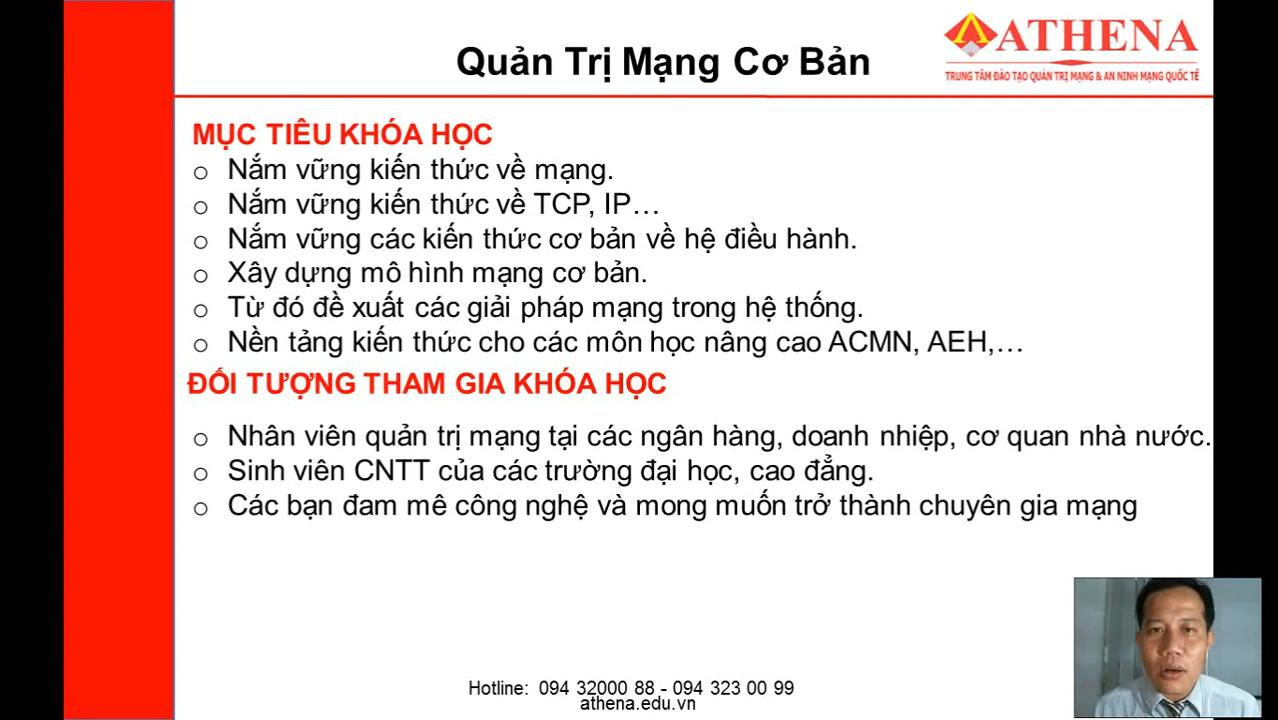 Quản Trị Mạng Cơ Bản
ATHENA
TRUNG TÂM ĐÀO TẠO QUẢN TRỊ MẠNG & AN NINH MẠNG QUỐC TẾ
MỤC TIÊU KHÓA HỌC
o Nắm vững kiến thức về mạng.
o Nắm vững kiến thức về TCP, IP…
o Nắm vững các kiến thức cơ bản về hệ điều hành.
o Xây dựng mô hình mạng cơ bản.
o Từ đó đề xuất các giải pháp mạng trong hệ thống.
o Nền tảng kiến thức cho các môn học nâng cao ACMN, AEH,…
ĐỐI TƯỢNG THAM GIA KHÓA HỌC
o Nhân viên quản trị mạng tại các ngân hàng, doanh nhiệp, cơ quan nhà nước.
o Sinh viên CNTT của các trường đại học, cao đẳng.
o Các bạn đam mê công nghệ và mong muốn trở thành chuyên gia mạng
Hotline: 094 32000 88 - 094 323 00 99
athena.edu.vn